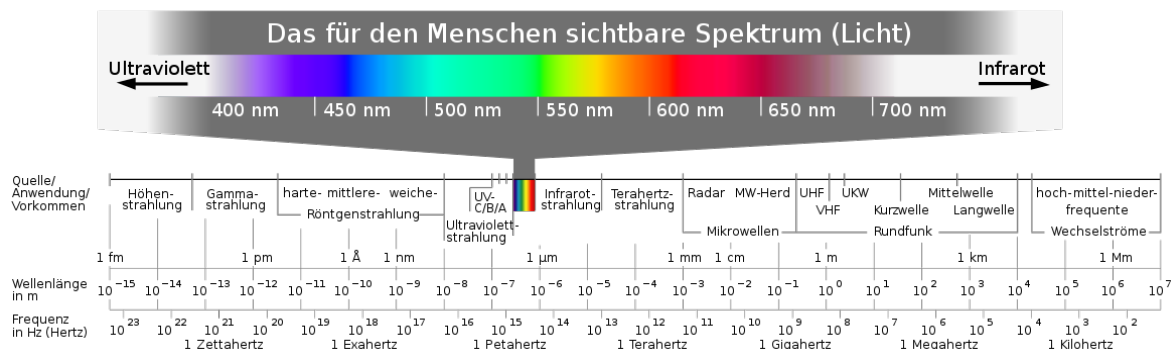 Das für den Menschen sichtbare Spektrum (Licht)
Ultraviolett
Infrarot
400 nm 450 nm 500 nm 550 nm 600 nm 650 nm 700 nm
Quelle/
Anwendung/
Vorkommen
Höhen-
strahlung
Gamma-
strahlung
harte- mittlere- weiche-
Röntgenstrahlung
UV-
C/B/A
Ultraviolett-
strahlung
Infrarot-
strahlung
Terahertz-
strahlung
Radar MW-Herd
Mikrowellen
UHF UKW Mittelwelle
VHF Kurzwelle Langwelle
Rundfunk
hoch-mittel-nieder-
frequente
Wechselströme
1 fm 1 pm 1 Å 1 nm 1 µm 1 mm 1 cm 1 m 1 km 1 Mm
Wellenlänge
in m
10⁻¹⁵ 10⁻¹⁴ 10⁻¹³ 10⁻¹² 10⁻¹¹ 10⁻¹⁰ 10⁻⁹ 10⁻⁸ 10⁻⁷ 10⁻⁶ 10⁻⁵ 10⁻⁴ 10⁻³ 10⁻² 10⁻¹ 10⁰ 10¹ 10² 10³ 10⁴ 10⁵ 10⁶ 10⁷
Frequenz
in Hz (Hertz)
10²³ 10²² 10²¹ 10²⁰ 10¹⁹ 10¹⁸ 10¹⁷ 10¹⁶ 10¹⁵ 10¹⁴ 10¹³ 10¹² 10¹¹ 10¹⁰ 10⁹ 10⁸ 10⁷ 10⁶ 10⁵ 10⁴ 10³ 10²
1 Zettahertz 1 Exahertz 1 Petahertz 1 Terahertz 1 Gigahertz 1 Megahertz 1 Kilohertz